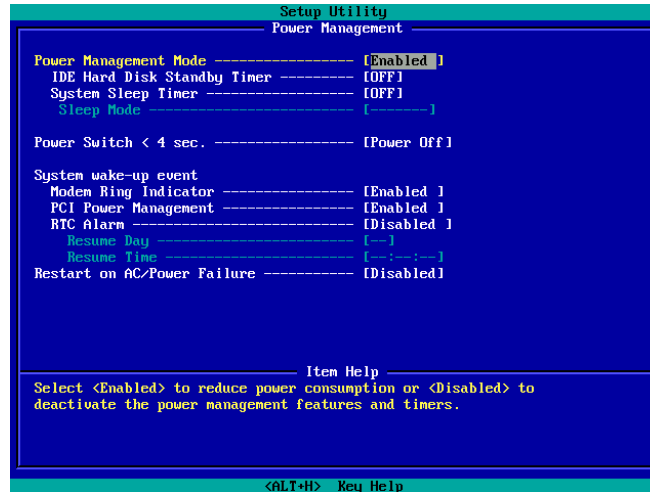 Setup Utility
Power Management
Power Management Mode ----------------- [Enabled ]
IDE Hard Disk Standby Timer --------- [OFF]
System Sleep Timer ------------------ [OFF]
Sleep Mode ------------------------- [-------]
Power Switch < 4 sec. ----------------- [Power Off]
System wake-up event
Modem Ring Indicator ---------------- [Enabled ]
PCI Power Management ---------------- [Enabled ]
RTC Alarm --------------------------- [Disabled ]
Resume Day ------------------------ [--]
Resume Time ----------------------- [--:--:--]
Restart on AC/Power Failure ----------- [Disabled]
Item Help
Select <Enabled> to reduce power consumption or <Disabled> to
deactivate the power management features and timers.
<ALT+H> Key Help